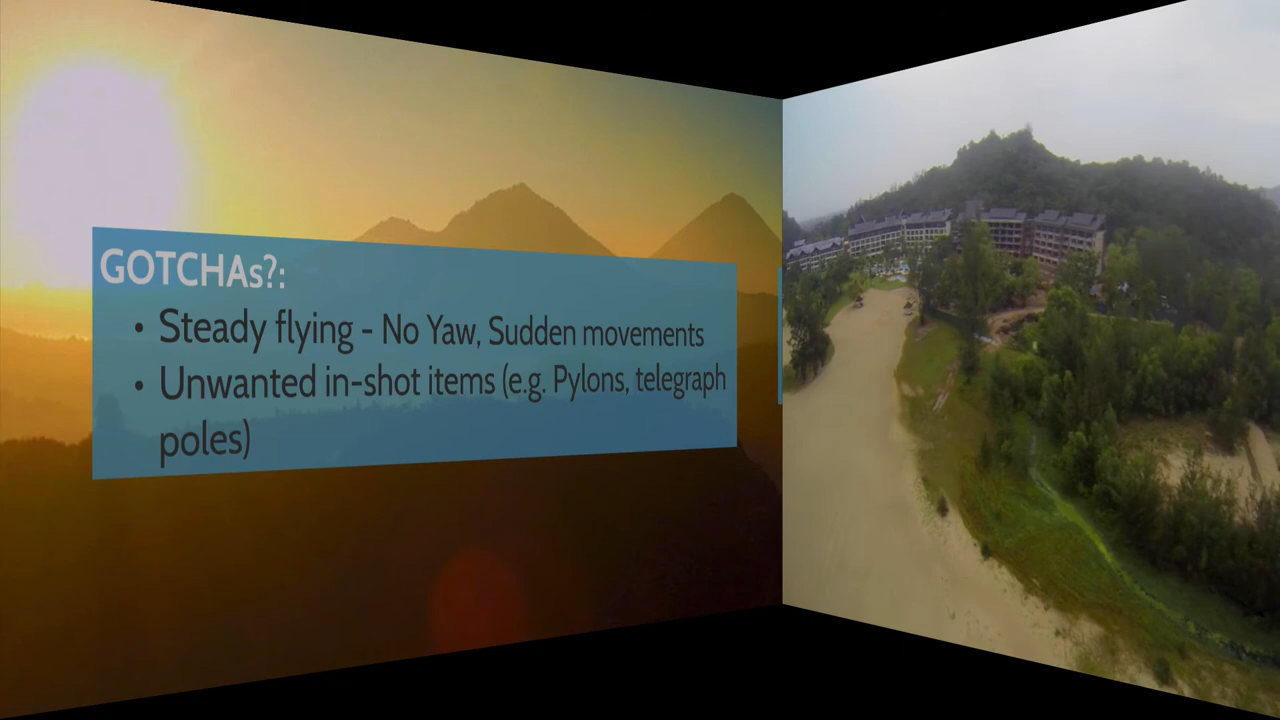 GOTCHAs?:
• Steady flying - No Yaw, Sudden movements
• Unwanted in-shot items (e.g. Pylons, telegraph
poles)